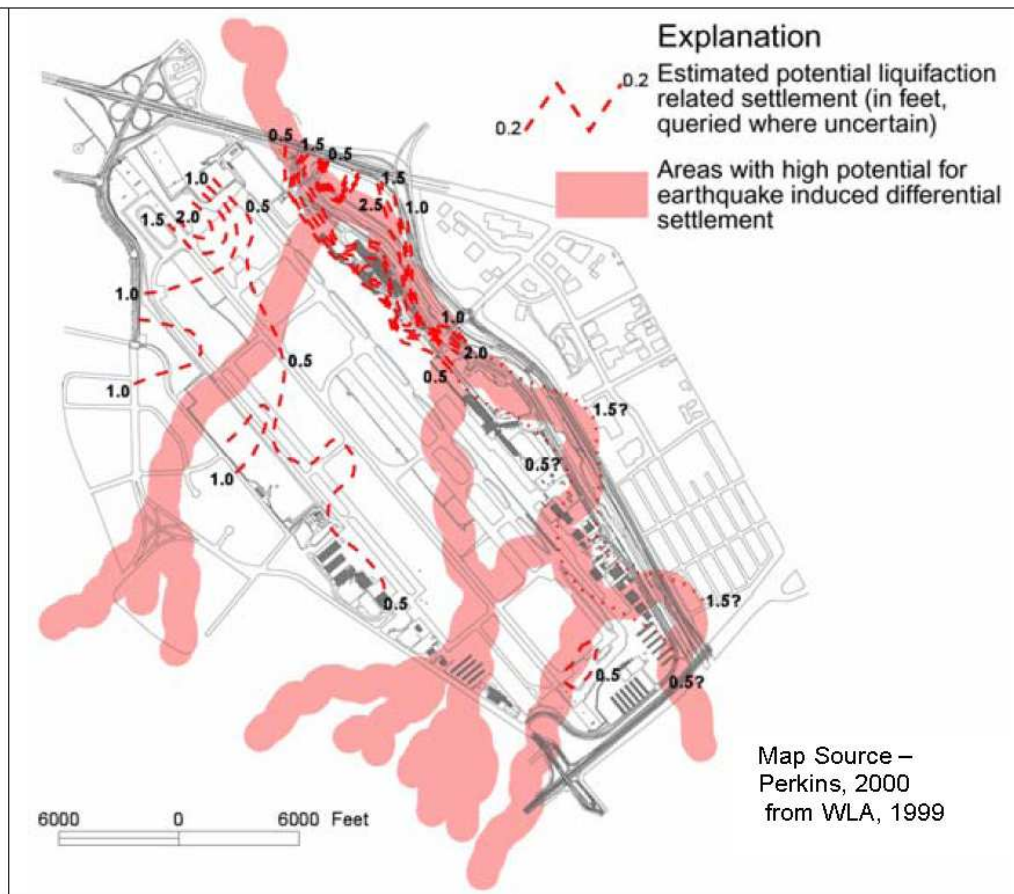 Explanation
0.2
Estimated potential liquifaction
related settlement (in feet,
queried where uncertain)
0.2
Areas with high potential for
earthquake induced differential
settlement
0.5
1.5
0.5
1.0
1.5
0.5
2.5
1.0
1.5
2.0
1.0
1.0
2.0
0.5
0.5
1.0
1.5?
0.5?
1.0
0.5
1.5?
0.5
0.5?
Map Source –
Perkins, 2000
from WLA, 1999
6000 0 6000 Feet